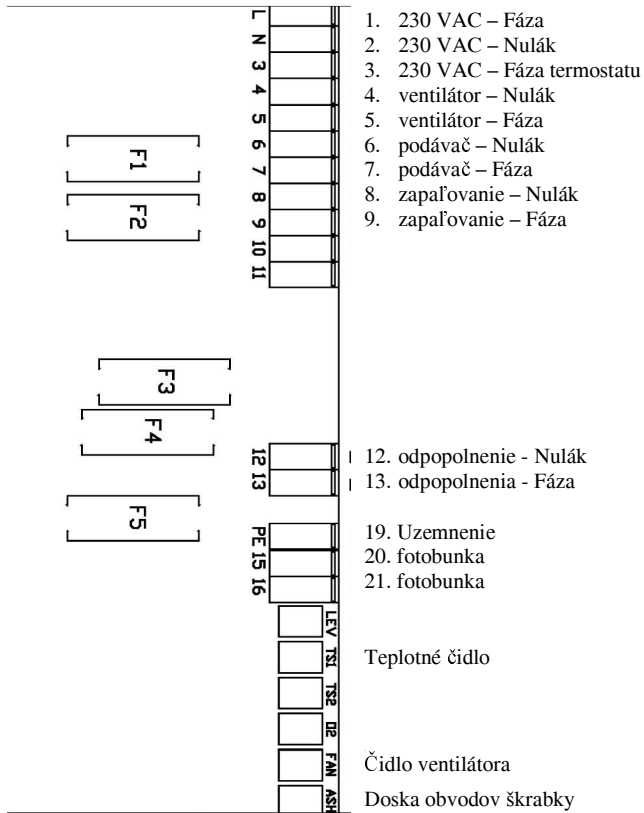 L
N
3
4
5
6
7
8
9
10
11
F1
F2
F3
F4
F5
12
13
PE
15
16
LEV
TS1
TS2
O2
FAN
ASH
1. 230 VAC – Fáza
2. 230 VAC – Nulák
3. 230 VAC – Fáza termostatu
4. ventilátor – Nulák
5. ventilátor – Fáza
6. podávač – Nulák
7. podávač – Fáza
8. zapaľovanie – Nulák
9. zapaľovanie – Fáza
12. odpopolnenie - Nulák
13. odpopolnenia - Fáza
19. Uzemnenie
20. fotobunka
21. fotobunka
Teplotné čidlo
Čidlo ventilátora
Doska obvodov škrabky